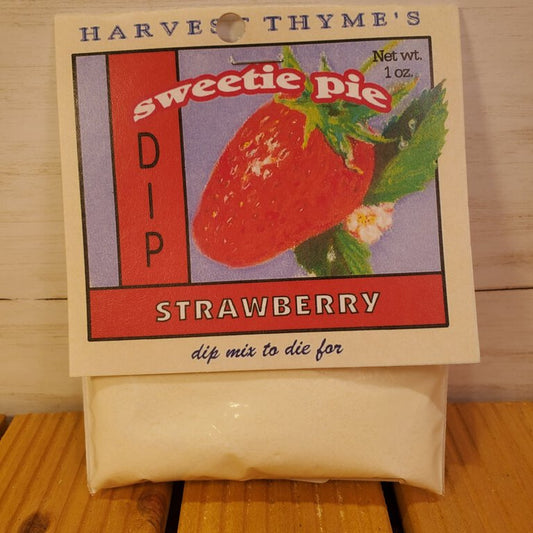 HARVEST THYME'S
Net wt.
1 oz.
sweetie pie
DIP
STRAWBERRY
dip mix to die for